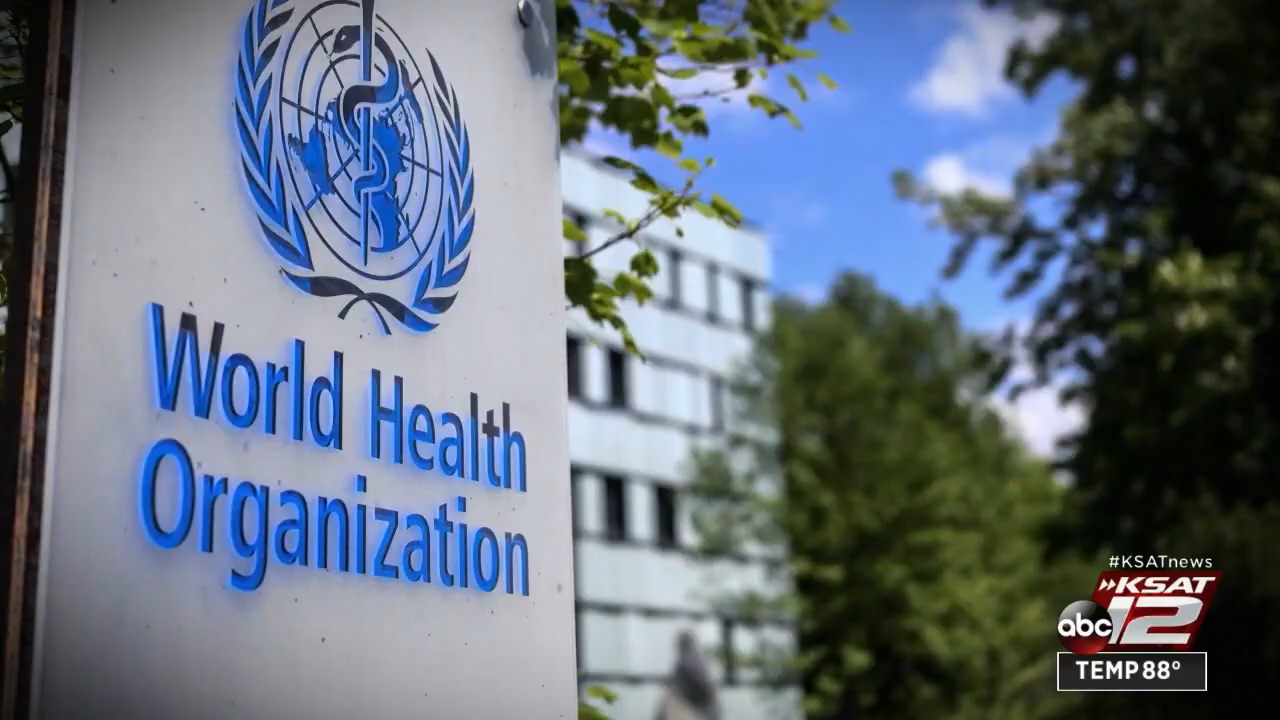 World Health
Organization
#KSATnews
KSAT
abc 12
TEMP 88°